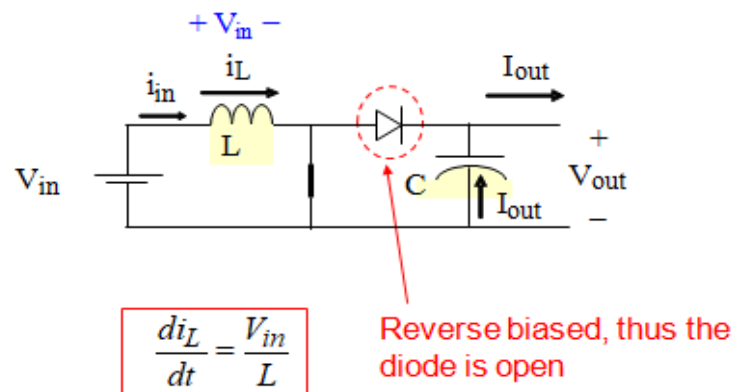 + Vin −
iL
Iout
iin
L
+
Vin
Vout
C
Iout
−
diL/dt = Vin/L
Reverse biased, thus the
diode is open